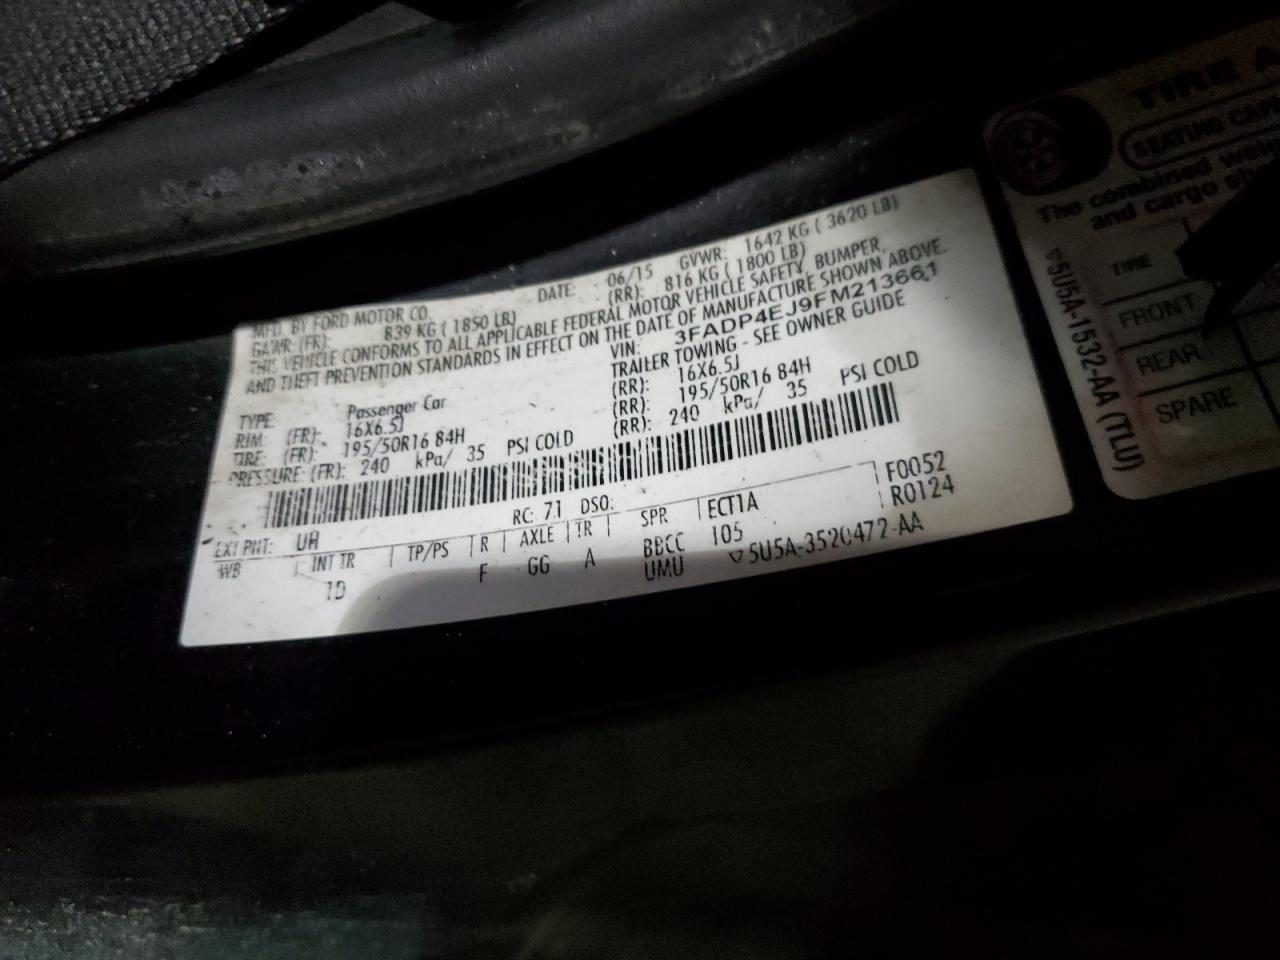 MFD. BY FORD MOTOR CO.
DATE: 06/15 GVWR: 1642 KG ( 3620 LB)
GAWR: (FR): 839 KG ( 1850 LB) (RR): 816 KG ( 1800 LB)
THIS VEHICLE CONFORMS TO ALL APPLICABLE FEDERAL MOTOR VEHICLE SAFETY, BUMPER,
AND THEFT PREVENTION STANDARDS IN EFFECT ON THE DATE OF MANUFACTURE SHOWN ABOVE.
VIN: 3FADP4EJ9FM213661
TYPE: Passenger Car TRAILER TOWING - SEE OWNER GUIDE
RIM: (FR): 16X6.5J (RR): 16X6.5J
TIRE: (FR): 195/50R16 84H (RR): 195/50R16 84H
PRESSURE: (FR): 240 kPa/ 35 PSI COLD (RR): 240 kPa/ 35 PSI COLD
RC: 71 DSO: F0052
EXT PNT: UH R0124
WB INT TR TP/PS R AXLE TR SPR ECT1A
F GG A BBCC 105
UMU ▽5U5A-3520472-AA
TIRE A
SEATING CAP
The combined weig
and cargo sh
TIRE
FRONT
REAR
SPARE
▽5U5A-1532-AA (TLU)